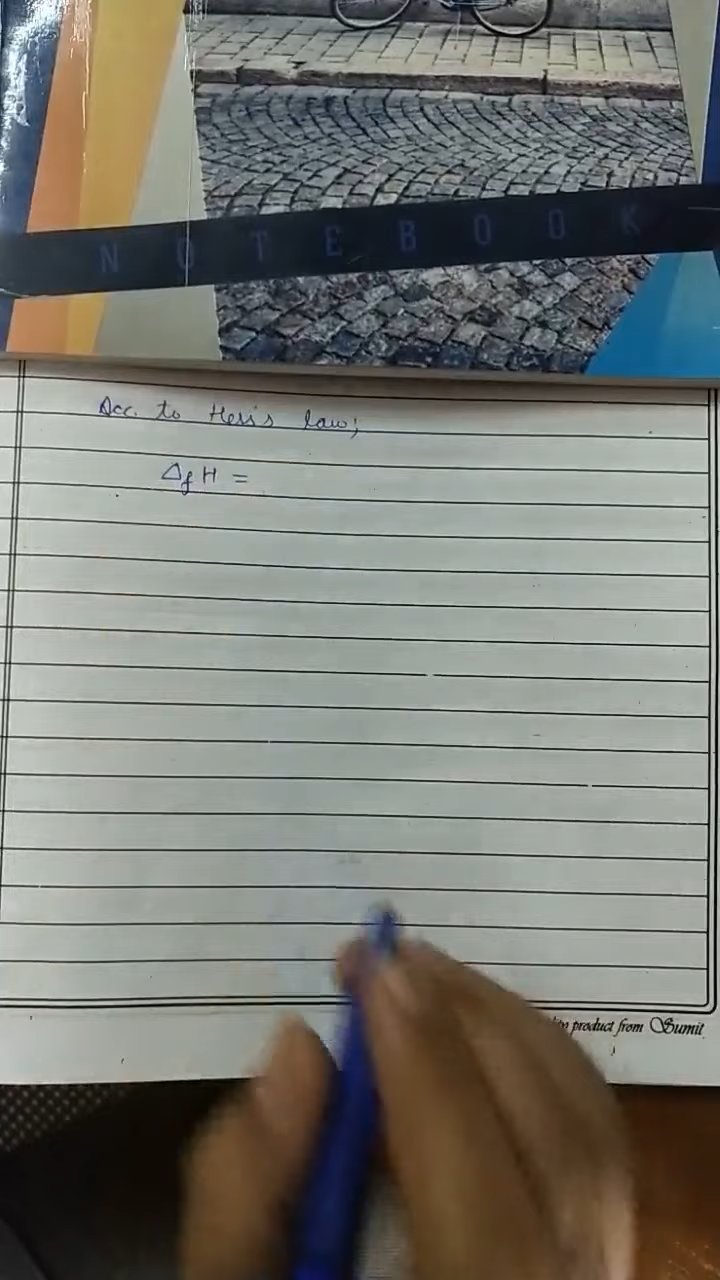 NOTEBOOK
Acc. to Hess's law;
ΔfH =
product from Sumit